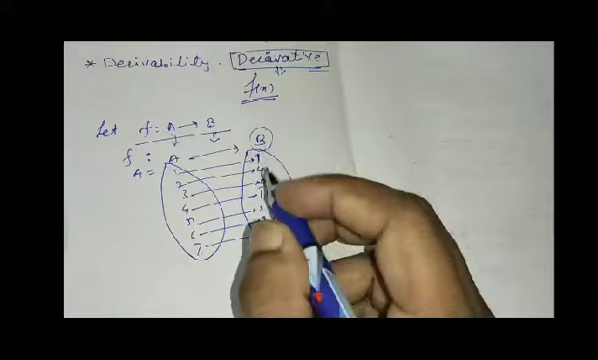 * Derivability. Derivative
f(x)
Let f: A → B
B
f: A →
A =
1
2
3
4
5
6
7